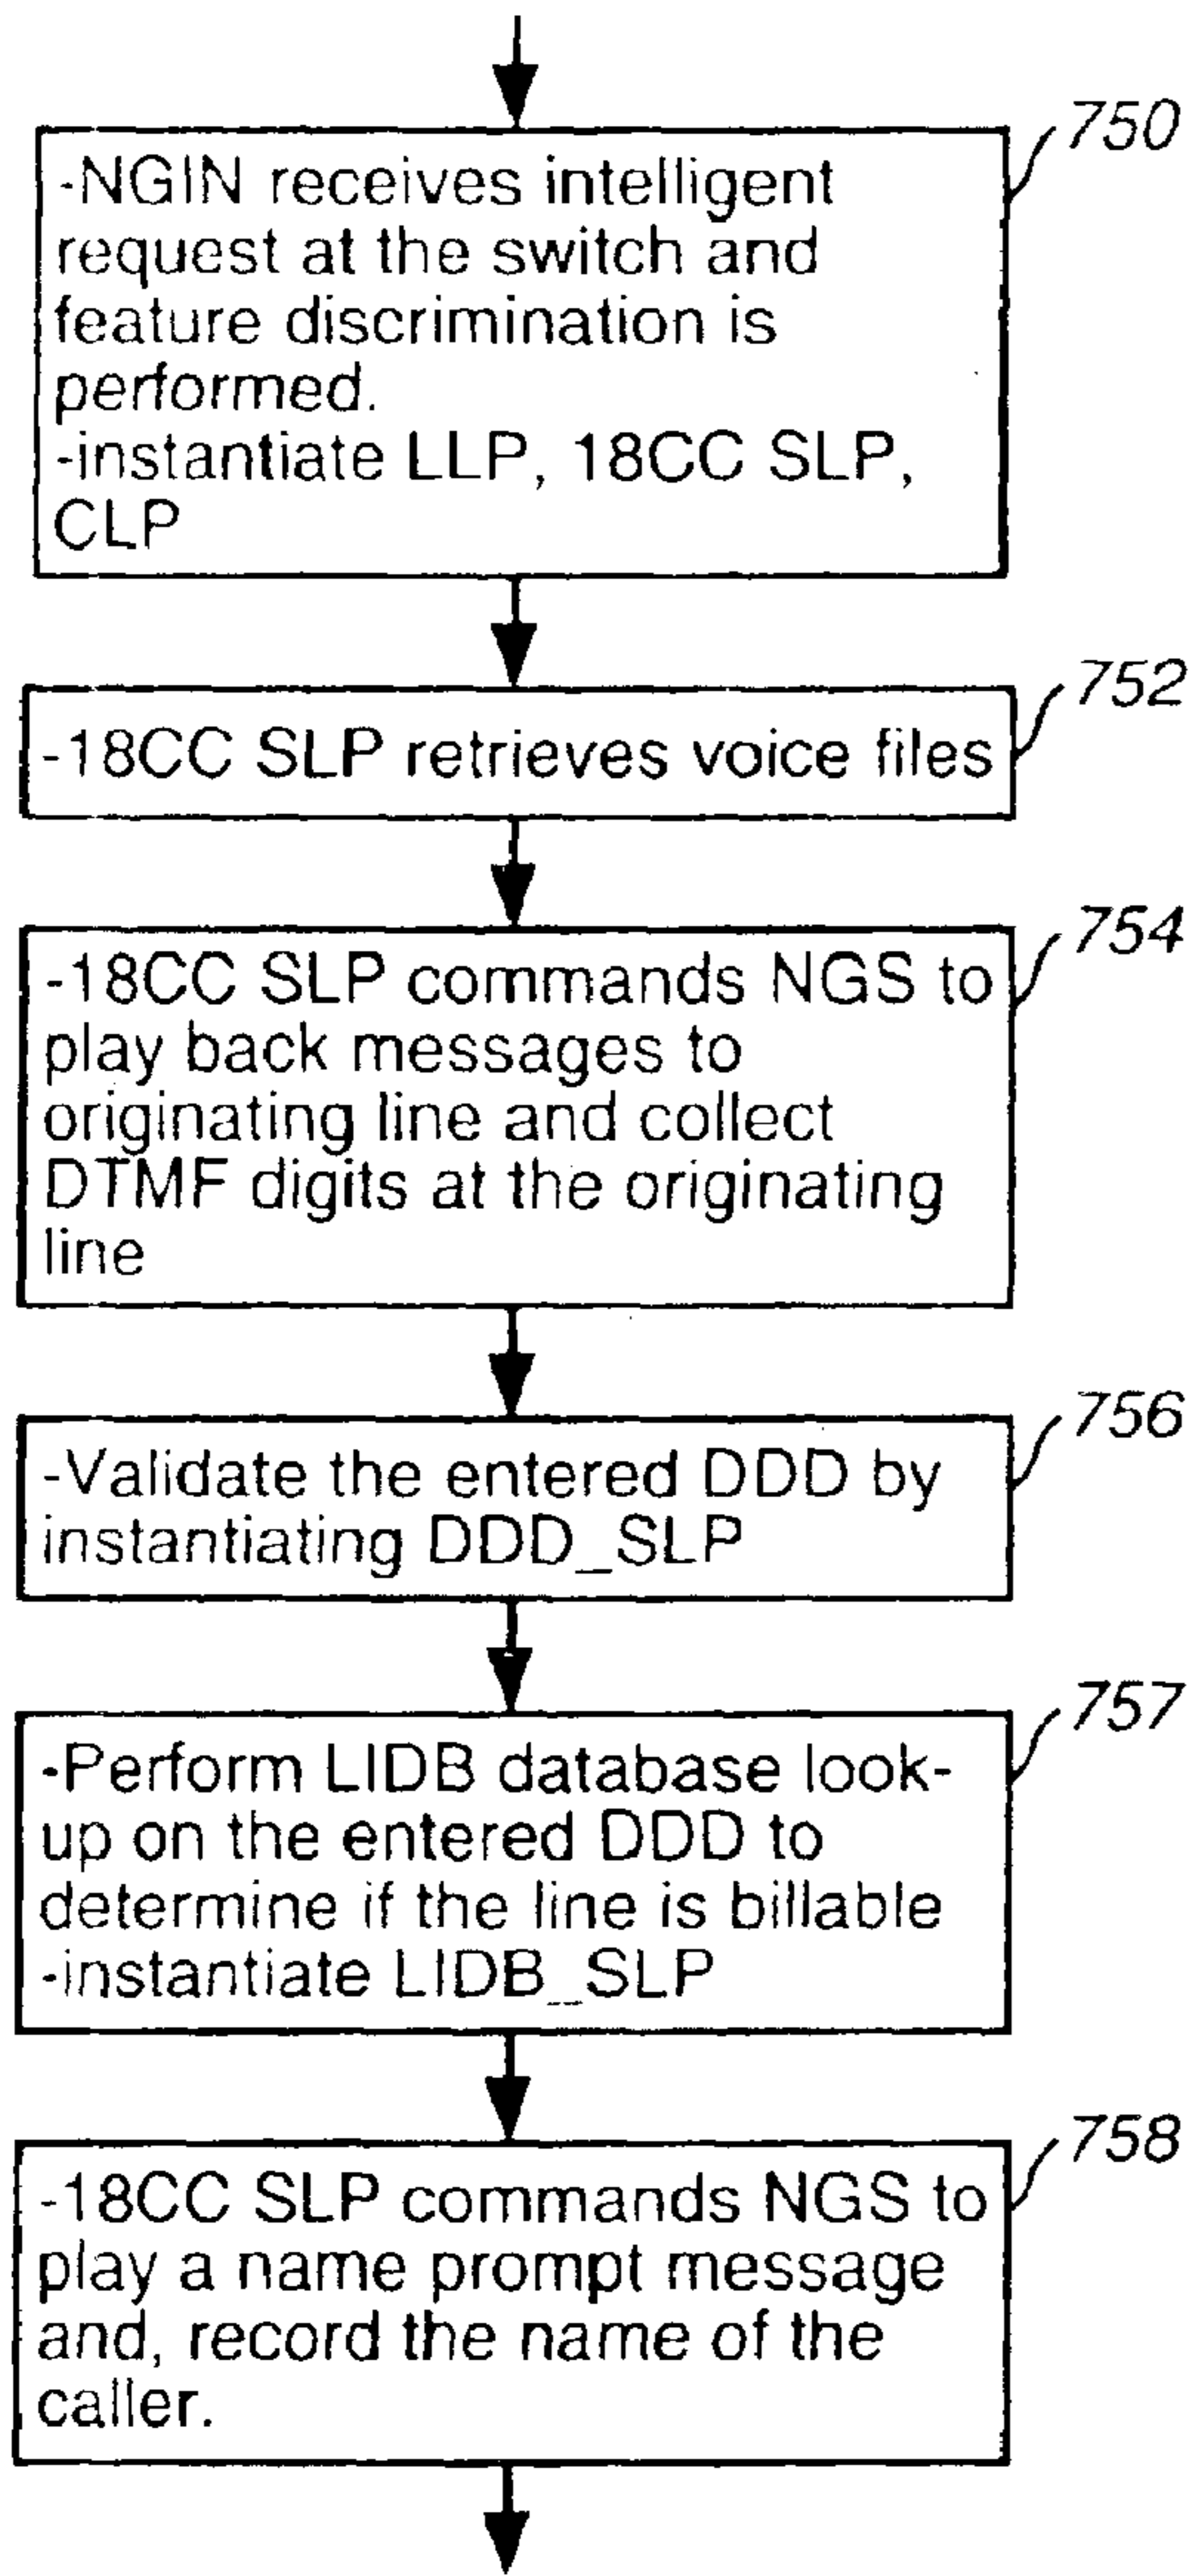 750
-NGIN receives intelligent
request at the switch and
feature discrimination is
performed.
-instantiate LLP, 18CC SLP,
CLP
752
-18CC SLP retrieves voice files
754
-18CC SLP commands NGS to
play back messages to
originating line and collect
DTMF digits at the originating
line
756
-Validate the entered DDD by
instantiating DDD_SLP
757
-Perform LIDB database look-
up on the entered DDD to
determine if the line is billable
-instantiate LIDB_SLP
758
-18CC SLP commands NGS to
play a name prompt message
and, record the name of the
caller.